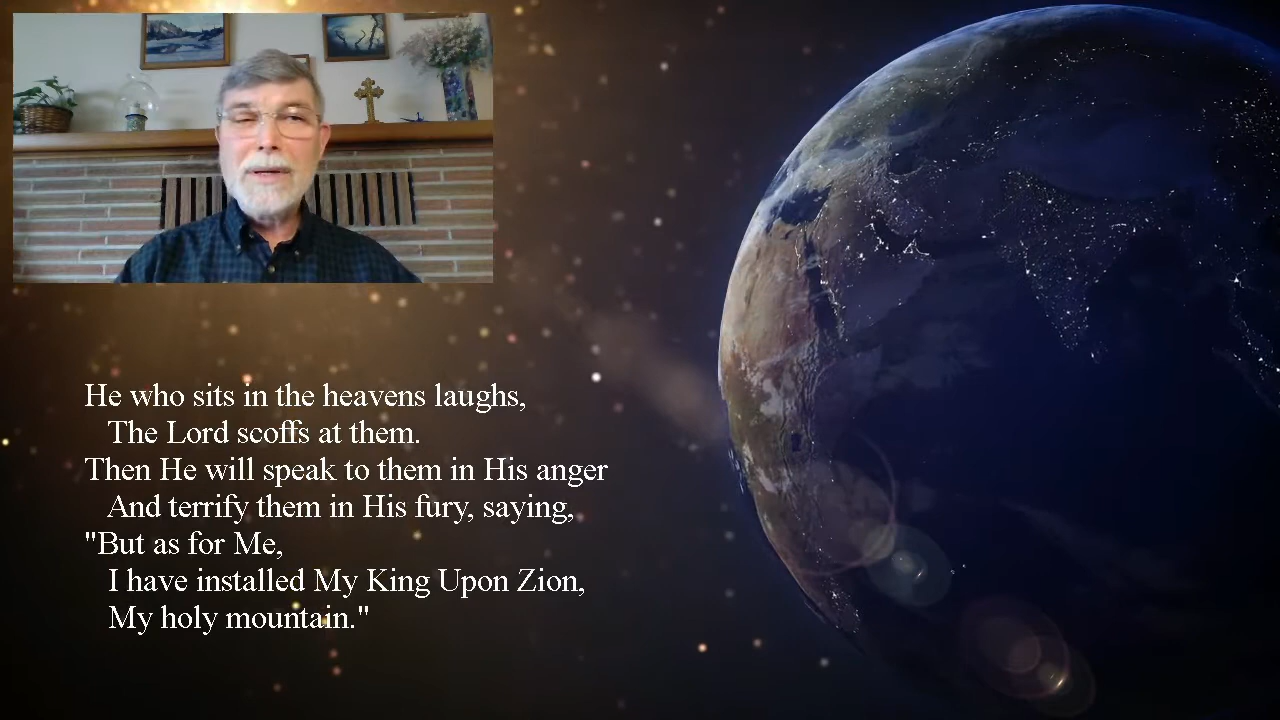 He who sits in the heavens laughs,
The Lord scoffs at them.
Then He will speak to them in His anger
And terrify them in His fury, saying,
"But as for Me,
I have installed My King Upon Zion,
My holy mountain."